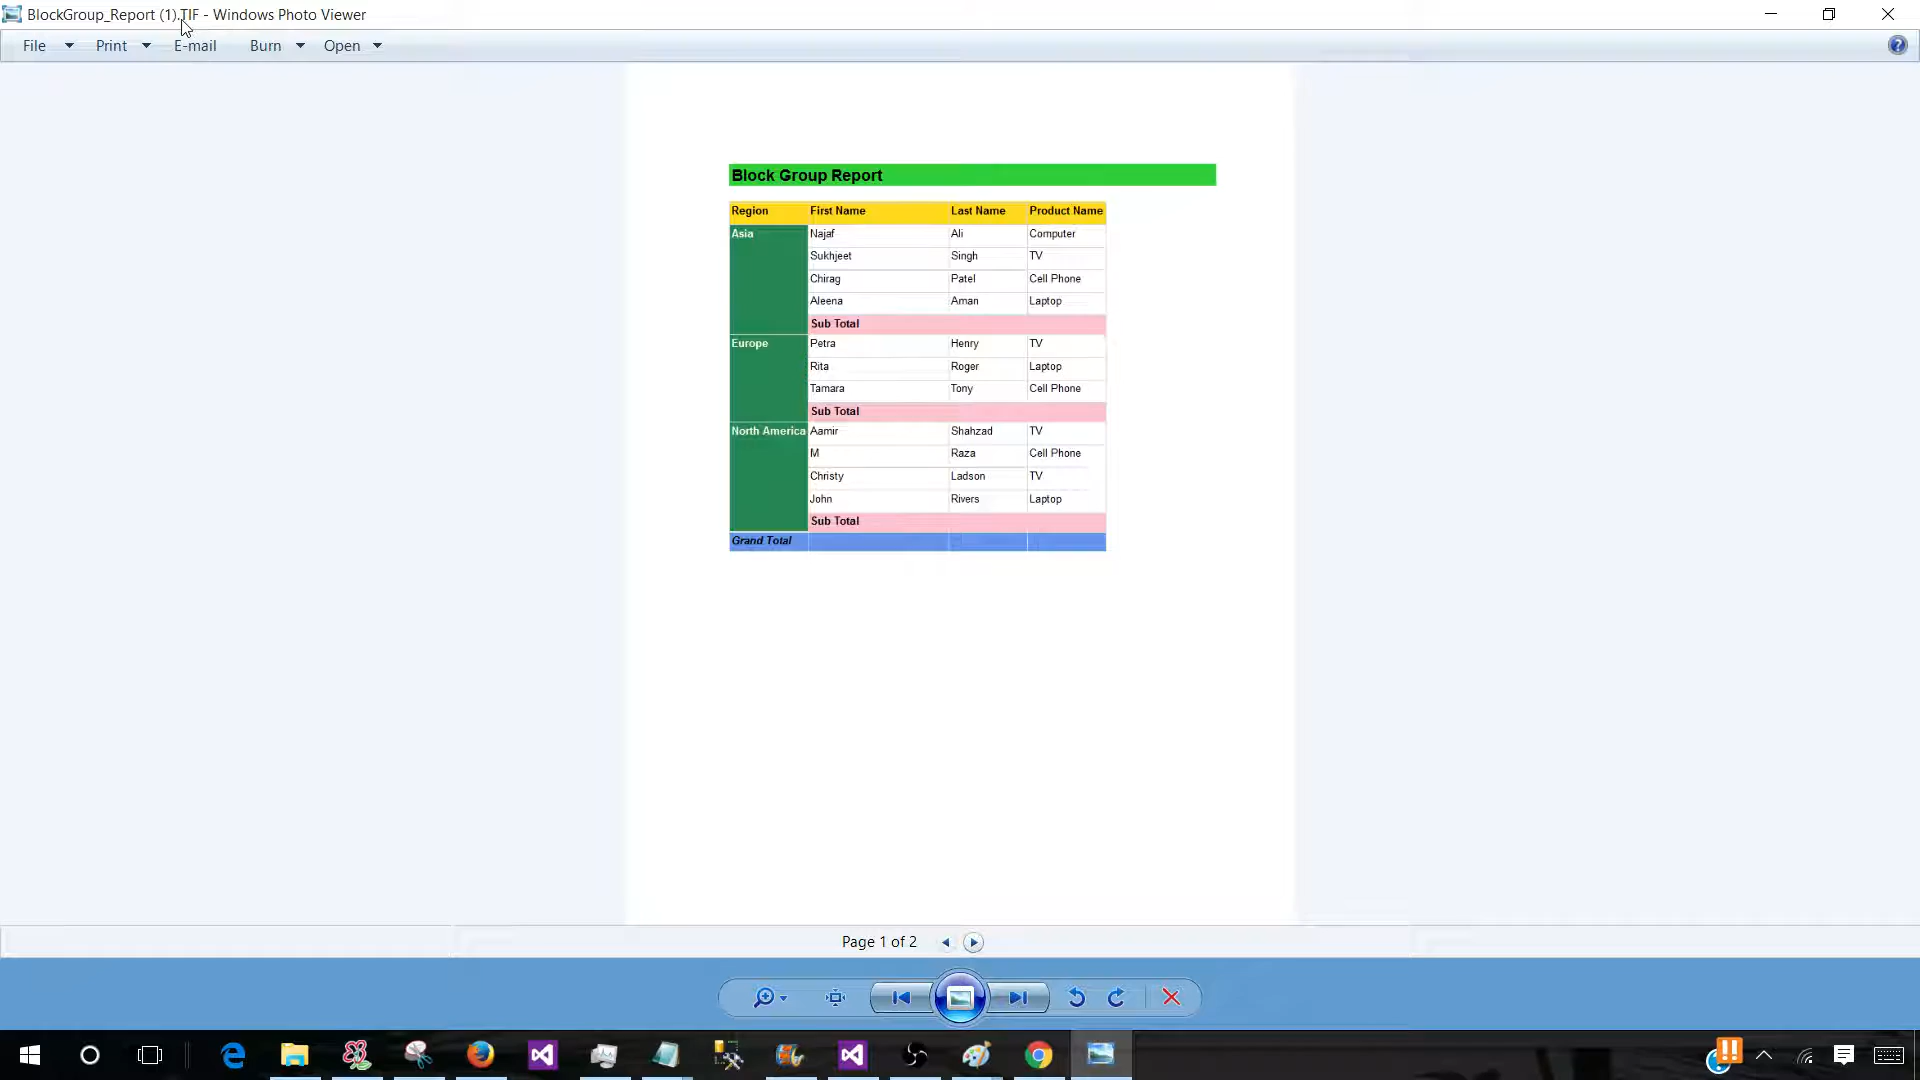 BlockGroup_Report (1).TIF - Windows Photo Viewer
File Print E-mail Burn Open
Block Group Report
Region First Name Last Name Product Name
Asia Najaf Ali Computer
Sukhjeet Singh TV
Chirag Patel Cell Phone
Aleena Aman Laptop
Sub Total
Europe Petra Henry TV
Rita Roger Laptop
Tamara Tony Cell Phone
Sub Total
North America Aamir Shahzad TV
M Raza Cell Phone
Christy Ladson TV
John Rivers Laptop
Sub Total
Grand Total
Page 1 of 2